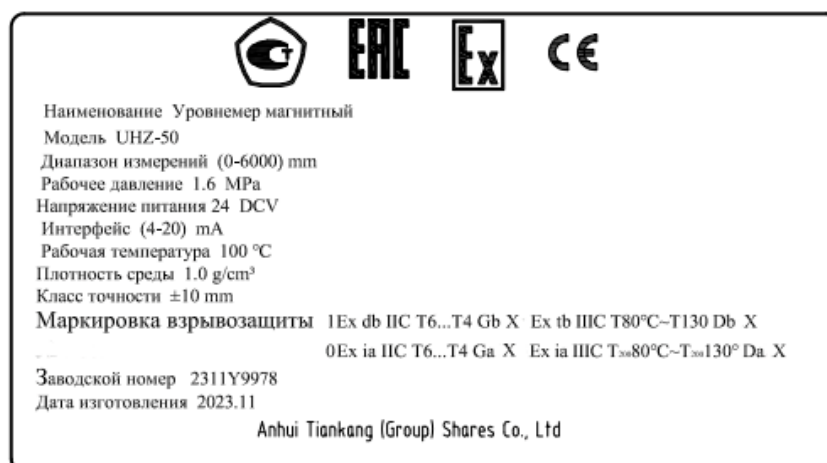 Ст EAC Ex CE
Наименование Уровнемер магнитный
Модель UHZ-50
Диапазон измерений (0-6000) mm
Рабочее давление 1.6 MPa
Напряжение питания 24 DCV
Интерфейс (4-20) mA
Рабочая температура 100 °C
Плотность среды 1.0 g/cm³
Класс точности ±10 mm
Маркировка взрывозащиты 1Ex db IIC T6...T4 Gb X Ex tb IIIC T80°C~T130 Db X
0Ex ia IIC T6...T4 Ga X Ex ia IIIC T₂₀₀80°C~T₂₀₀130° Da X
Заводской номер 2311Y9978
Дата изготовления 2023.11
Anhui Tiankang (Group) Shares Co., Ltd